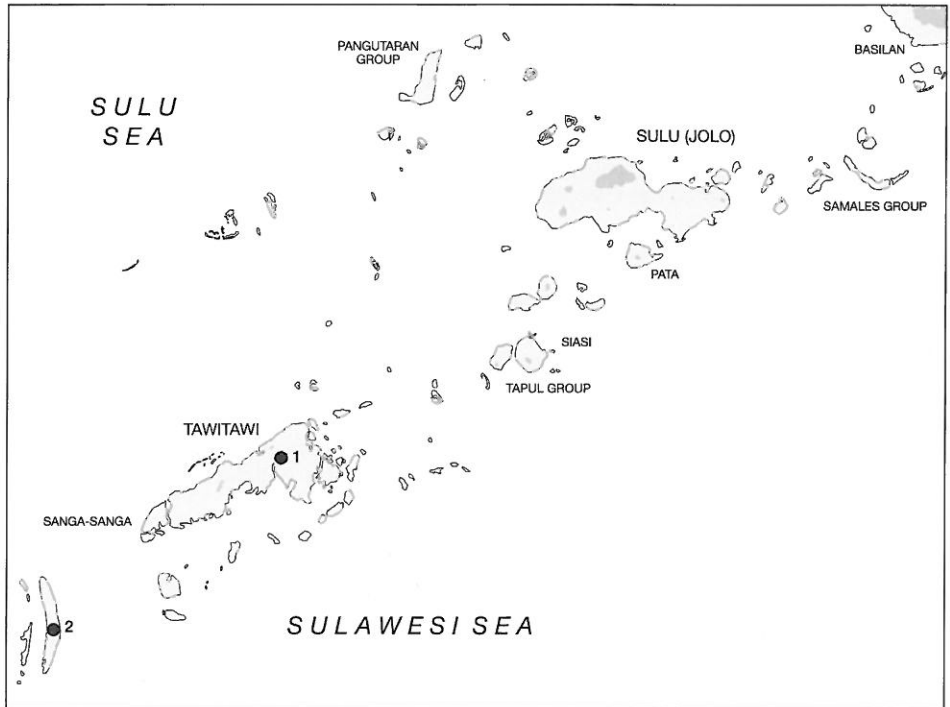 PANGUTARAN
GROUP
BASILAN
SULU
SEA
SULU (JOLO)
SAMALES GROUP
PATA
SIASI
TAPUL GROUP
TAWITAWI
1
SANGA-SANGA
2
SULAWESI SEA